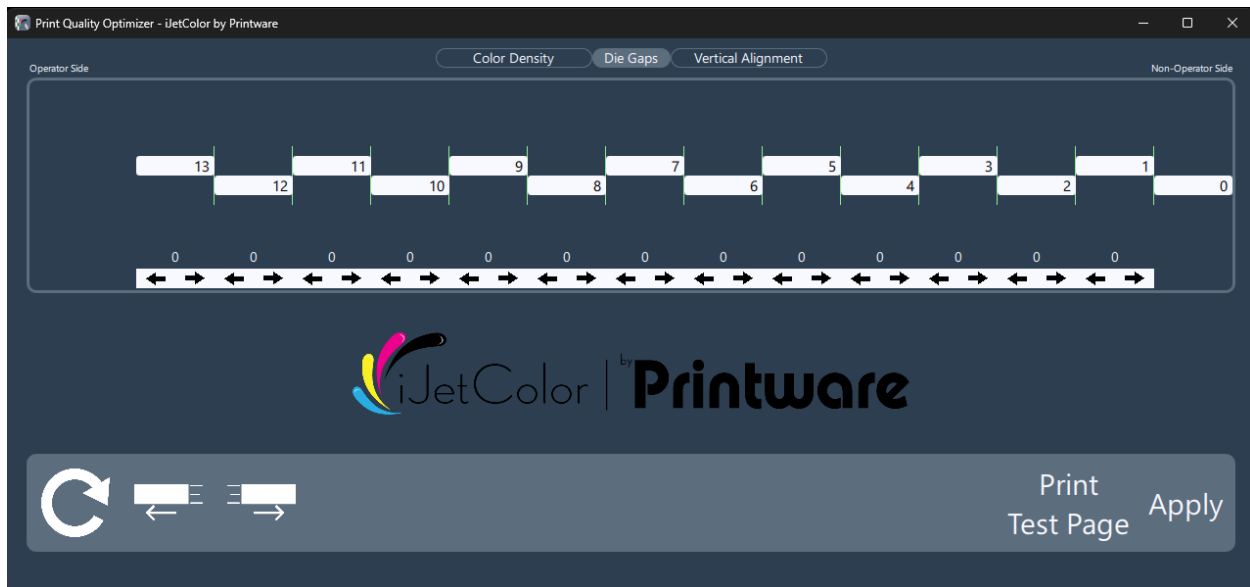 Print Quality Optimizer - iJetColor by Printware
Color Density Die Gaps Vertical Alignment
Operator Side Non-Operator Side
13 11 9 7 5 3 1
12 10 8 6 4 2 0
0 0 0 0 0 0 0 0 0 0 0 0 0
iJetColor by Printware
Print
Test Page
Apply